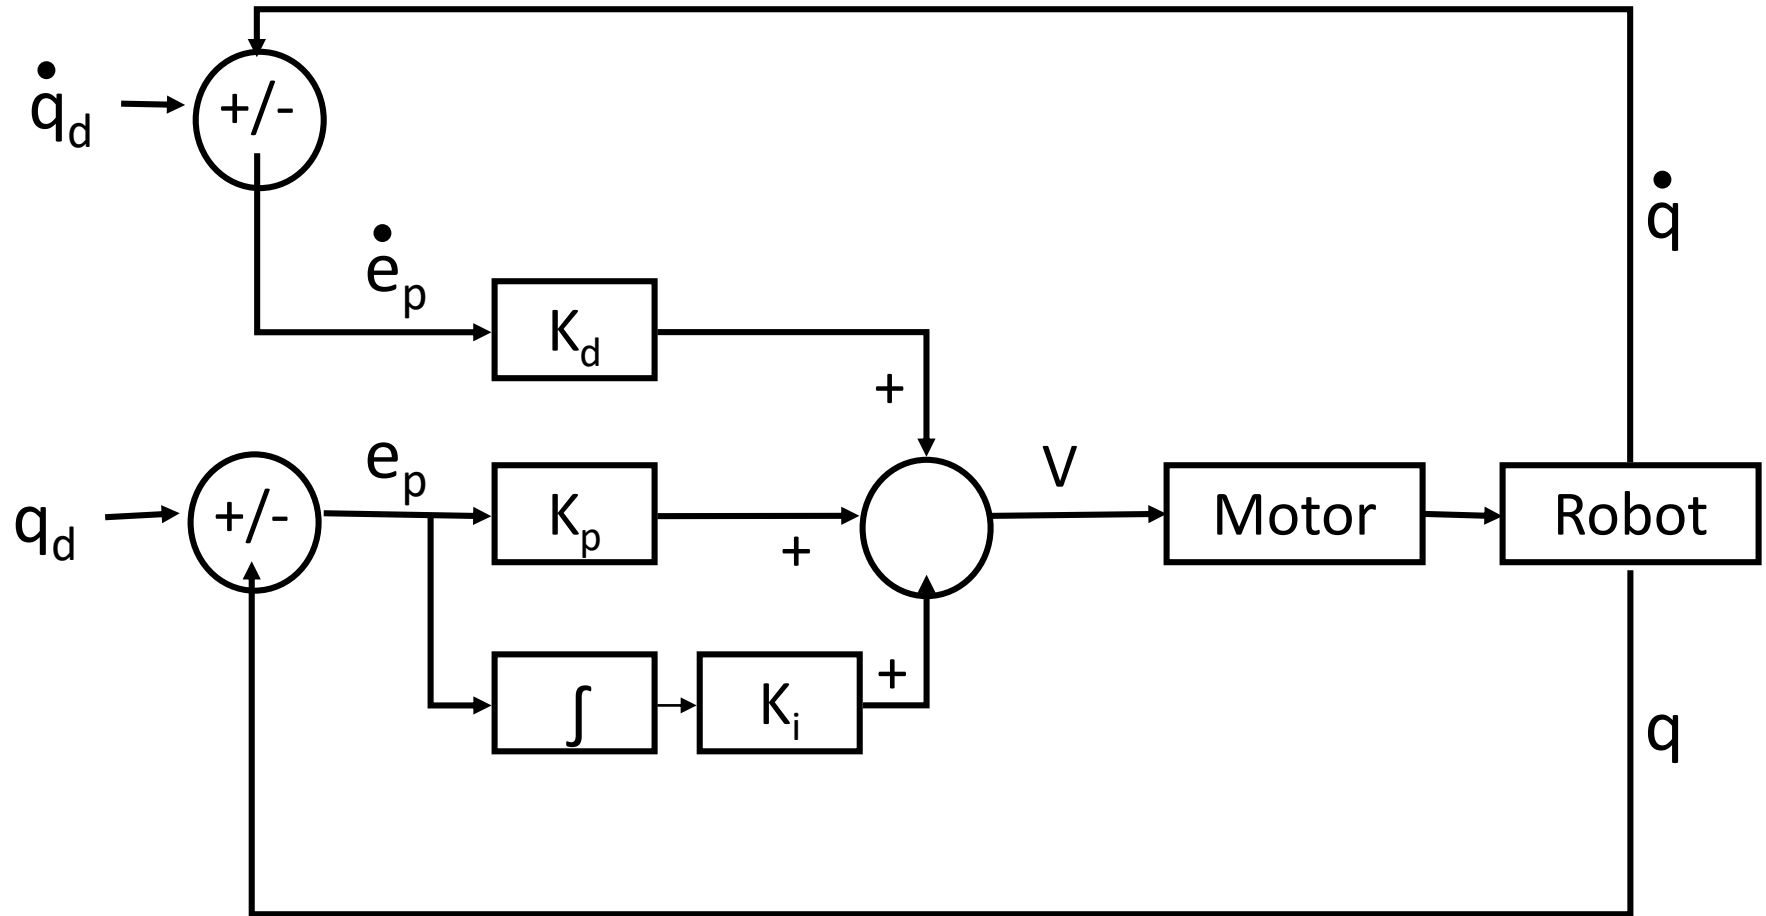 q̇d
+/-
q̇
ėp
Kd
+
qd
+/-
ep
Kp
+
V
Motor
Robot
∫
Ki
+
q